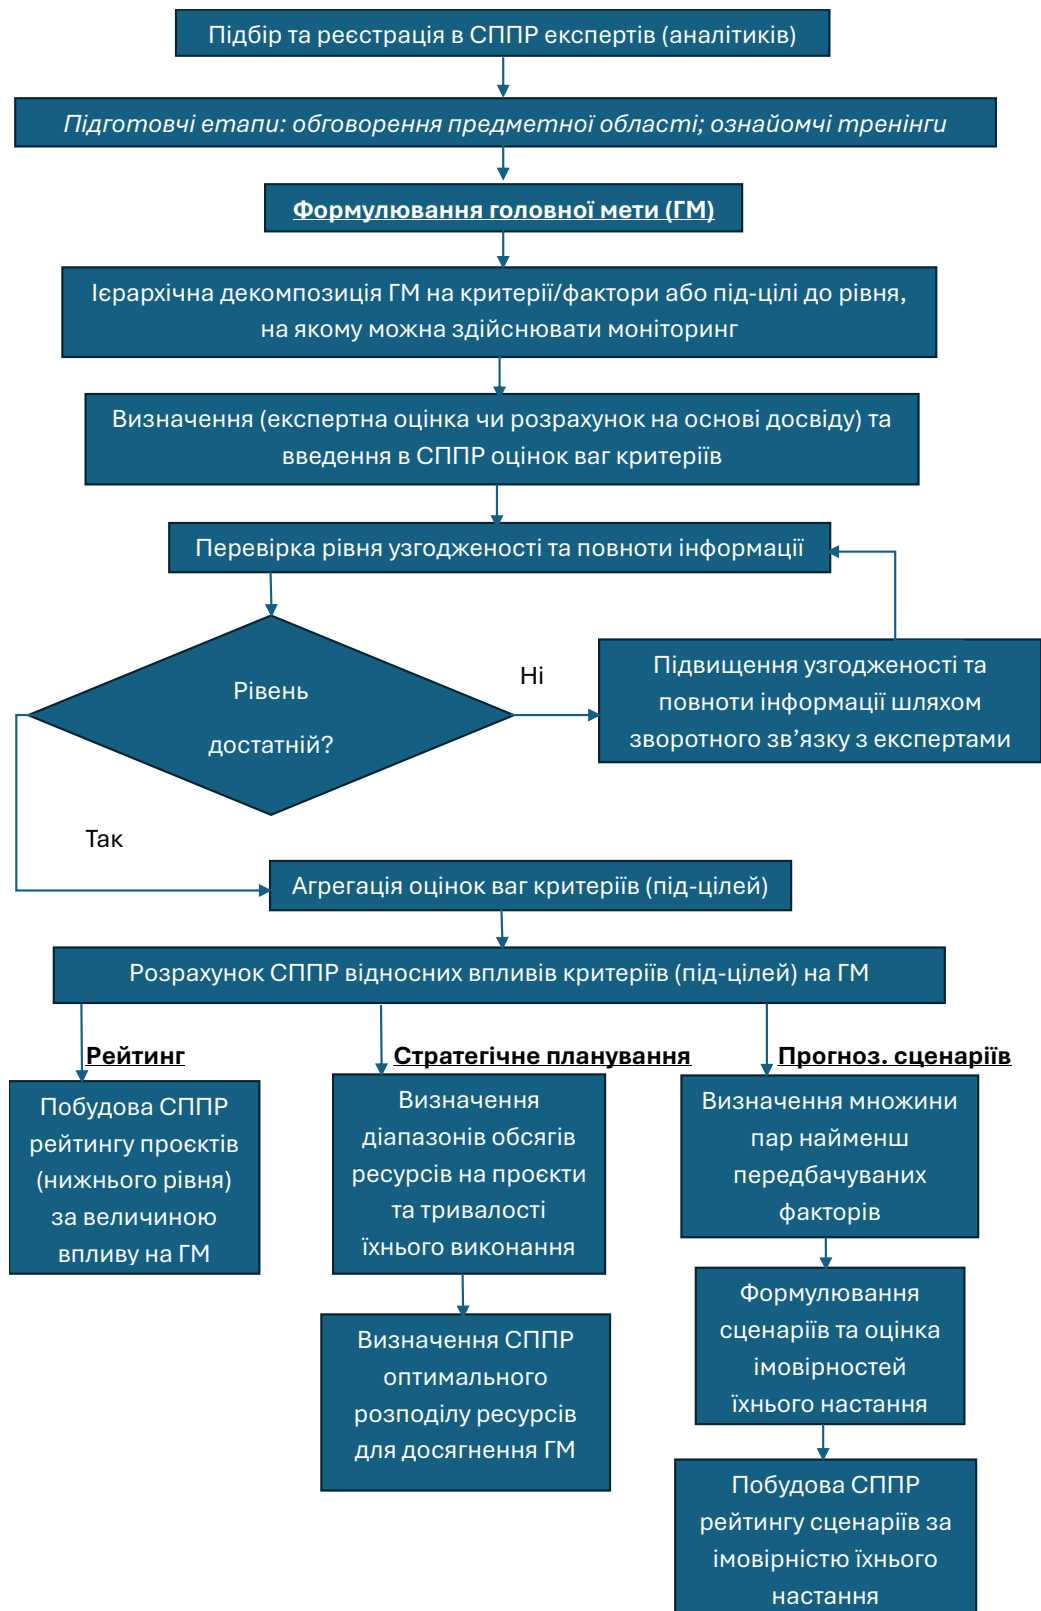 Підбір та реєстрація в СППР експертів (аналітиків)
Підготовчі етапи: обговорення предметної області; ознайомчі тренінги
Формулювання головної мети (ГМ)
Ієрархічна декомпозиція ГМ на критерії/фактори або під-цілі до рівня,
на якому можна здійснювати моніторинг
Визначення (експертна оцінка чи розрахунок на основі досвіду) та
введення в СППР оцінок ваг критеріїв
Перевірка рівня узгодженості та повноти інформації
Рівень
достатній?
Ні
Підвищення узгодженості та
повноти інформації шляхом
зворотного зв’язку з експертами
Так
Агрегація оцінок ваг критеріїв (під-цілей)
Розрахунок СППР відносних впливів критеріїв (під-цілей) на ГМ
Рейтинг
Побудова СППР
рейтингу проєктів
(нижнього рівня)
за величиною
впливу на ГМ
Стратегічне планування
Визначення
діапазонів обсягів
ресурсів на проєкти
та тривалості
їхнього виконання
Визначення СППР
оптимального
розподілу ресурсів
для досягнення ГМ
Прогноз. сценаріїв
Визначення множини
пар найменш
передбачуваних
факторів
Формулювання
сценаріїв та оцінка
імовірностей
їхнього настання
Побудова СППР
рейтингу сценаріїв за
імовірністю їхнього
настання